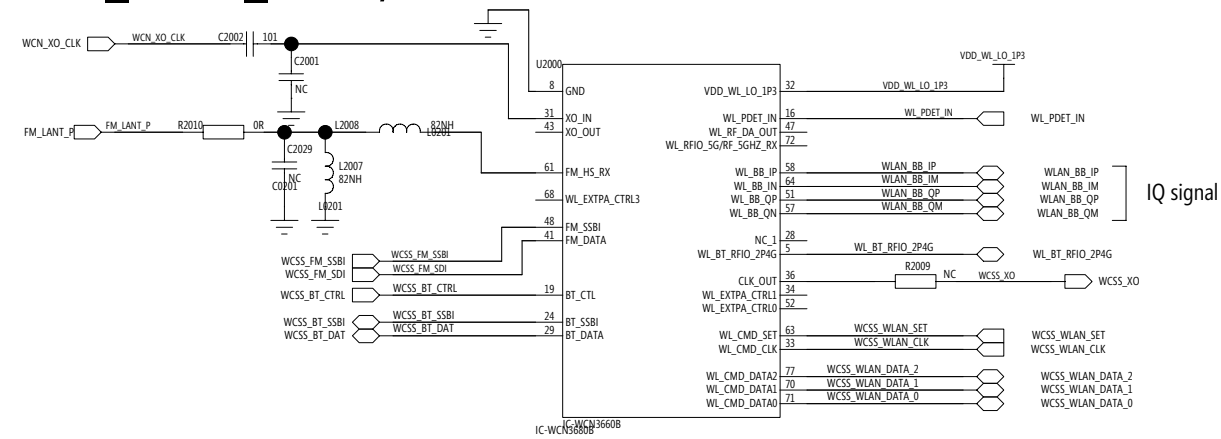 VDD_WL_LO_1P3
WCN_XO_CLK WCN_XO_CLK C2002 101
C2001
NC
U2000
8 GND VDD_WL_LO_1P3 32 VDD_WL_LO_1P3
FM_LANT_P FM_LANT_P R2010 0R L2008 82NH L0201
31 XO_IN WL_PDET_IN 16 WL_PDET_IN WL_PDET_IN
43 XO_OUT WL_RF_DA_OUT 47
WL_RFIO_5G/RF_5GHZ_RX 72
C2029
NC
C0201
L2007
82NH
L0201
61 FM_HS_RX WL_BB_IP 58 WLAN_BB_IP WLAN_BB_IP
WL_BB_IN 64 WLAN_BB_IM WLAN_BB_IM
68 WL_EXTPA_CTRL3 WL_BB_QP 51 WLAN_BB_QP WLAN_BB_QP
WL_BB_QN 57 WLAN_BB_QM WLAN_BB_QM
IQ signal
48 FM_SSBI
41 FM_DATA NC_1 28
WL_BT_RFIO_2P4G 5 WL_BT_RFIO_2P4G WL_BT_RFIO_2P4G
WCSS_FM_SSBI WCSS_FM_SSBI
WCSS_FM_SDI WCSS_FM_SDI
CLK_OUT 36 R2009 NC WCSS_XO WCSS_XO
WCSS_BT_CTRL WCSS_BT_CTRL 19 BT_CTL WL_EXTPA_CTRL1 34
WL_EXTPA_CTRL0 52
WCSS_BT_SSBI WCSS_BT_SSBI 24 BT_SSBI
WCSS_BT_DAT WCSS_BT_DAT 29 BT_DATA
WL_CMD_SET 63 WCSS_WLAN_SET WCSS_WLAN_SET
WL_CMD_CLK 33 WCSS_WLAN_CLK WCSS_WLAN_CLK
WL_CMD_DATA2 77 WCSS_WLAN_DATA_2 WCSS_WLAN_DATA_2
WL_CMD_DATA1 70 WCSS_WLAN_DATA_1 WCSS_WLAN_DATA_1
WL_CMD_DATA0 71 WCSS_WLAN_DATA_0 WCSS_WLAN_DATA_0
IC-WCN3660B
IC-WCN3680B